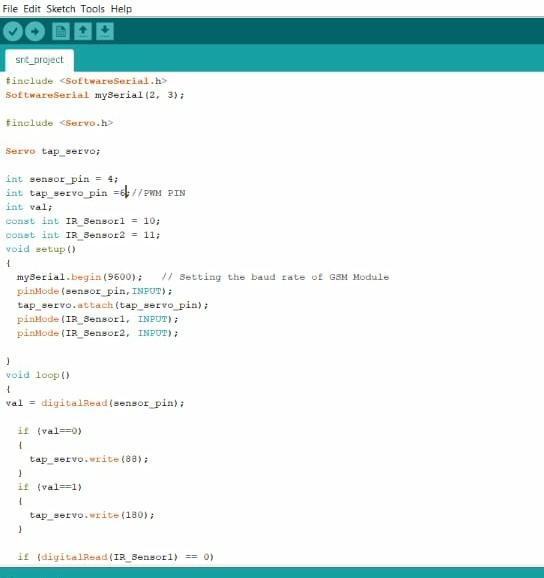 File Edit Sketch Tools Help
srit_project
#include <SoftwareSerial.h>
SoftwareSerial mySerial(2, 3);
#include <Servo.h>
Servo tap_servo;
int sensor_pin = 4;
int tap_servo_pin =6;//PWM PIN
int val;
const int IR_Sensor1 = 10;
const int IR_Sensor2 = 11;
void setup()
{
mySerial.begin(9600);   // Setting the baud rate of GSM Module
pinMode(sensor_pin,INPUT);
tap_servo.attach(tap_servo_pin);
pinMode(IR_Sensor1, INPUT);
pinMode(IR_Sensor2, INPUT);
}
void loop()
{
val = digitalRead(sensor_pin);
if (val==0)
{
tap_servo.write(88);
}
if (val==1)
{
tap_servo.write(180);
}
if (digitalRead(IR_Sensor1) == 0)